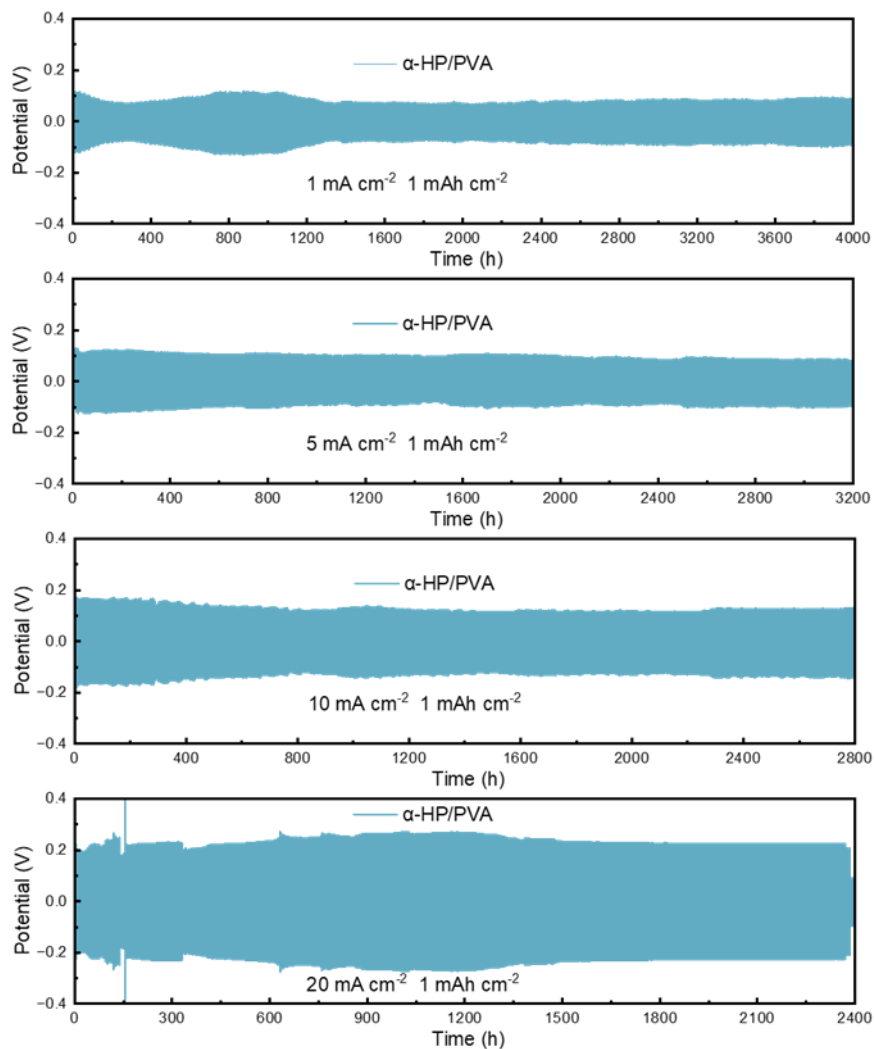 0.4
α-HP/PVA
0.2
0.0
−0.2
−0.4
Potential (V)
1 mA cm⁻² 1 mAh cm⁻²
0 400 800 1200 1600 2000 2400 2800 3200 3600 4000
Time (h)
0.4
α-HP/PVA
0.2
0.0
−0.2
−0.4
Potential (V)
5 mA cm⁻² 1 mAh cm⁻²
0 400 800 1200 1600 2000 2400 2800 3200
Time (h)
0.4
α-HP/PVA
0.2
0.0
−0.2
−0.4
Potential (V)
10 mA cm⁻² 1 mAh cm⁻²
0 400 800 1200 1600 2000 2400 2800
Time (h)
0.4
α-HP/PVA
0.2
0.0
−0.2
−0.4
Potential (V)
20 mA cm⁻² 1 mAh cm⁻²
0 300 600 900 1200 1500 1800 2100 2400
Time (h)